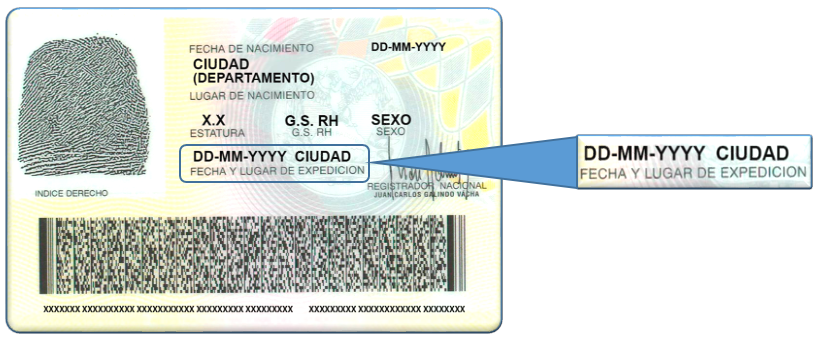 FECHA DE NACIMIENTO DD-MM-YYYY
CIUDAD
(DEPARTAMENTO)
LUGAR DE NACIMIENTO
X.X G.S. RH SEXO
ESTATURA G.S. RH SEXO
DD-MM-YYYY CIUDAD
FECHA Y LUGAR DE EXPEDICION
REGISTRADOR NACIONAL
JUAN CARLOS GALINDO VACHA
INDICE DERECHO
XXXXXXX XXXXXXXXXX XXXXXXXXXXX XXXXXXXXXX XXXXXXXXX XXXXXXXXX XXXXXXXXXXXX XXXXXXXX
DD-MM-YYYY CIUDAD
FECHA Y LUGAR DE EXPEDICION